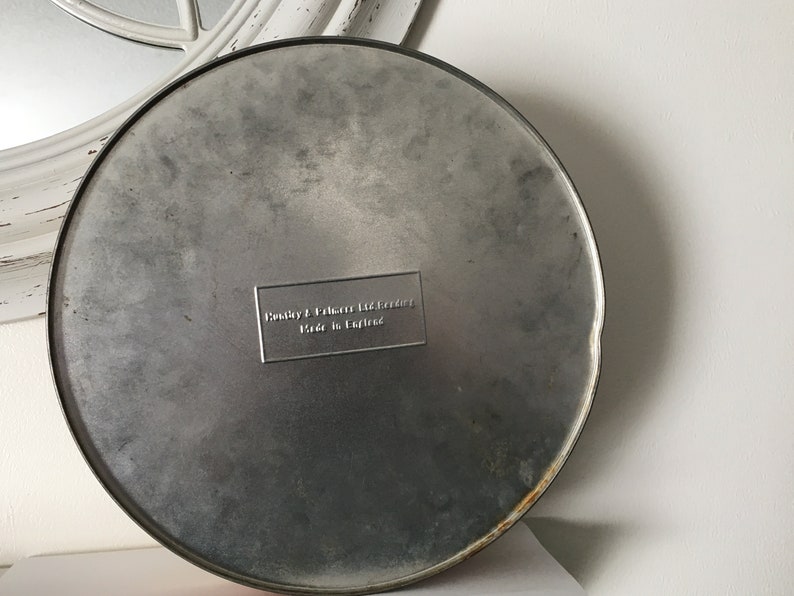 Huntley & Palmers Ltd. Reading
Made in England